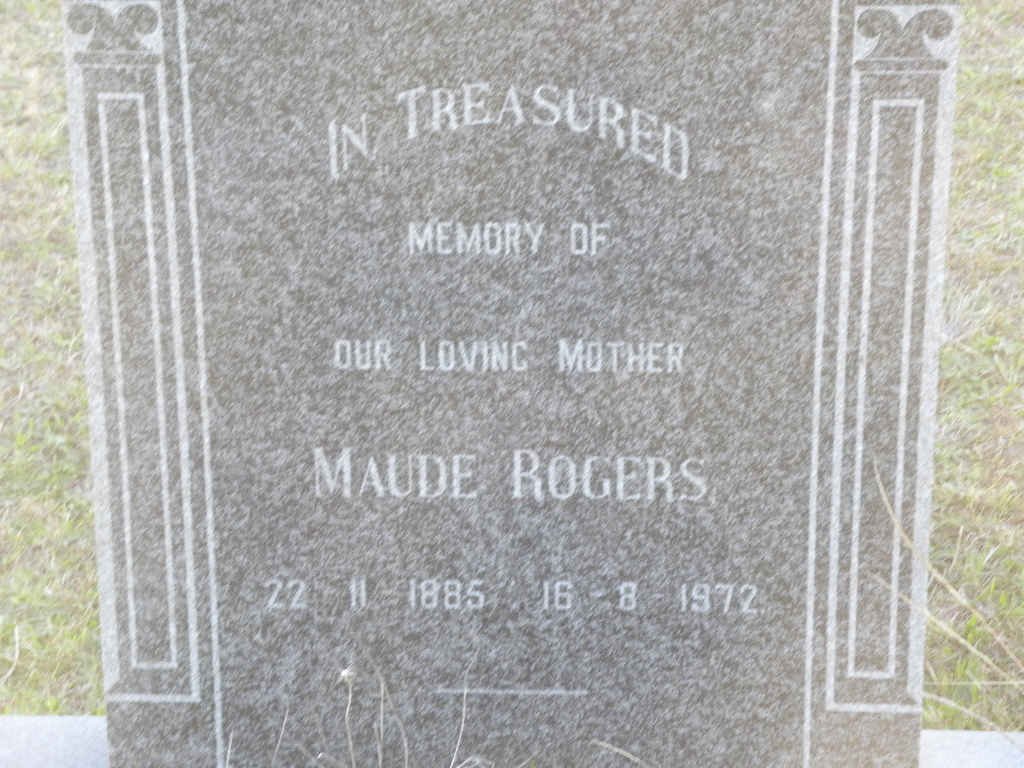 IN TREASURED
MEMORY OF
OUR LOVING MOTHER
MAUDE ROGERS
22 - 11 - 1885 16 - 8 - 1972